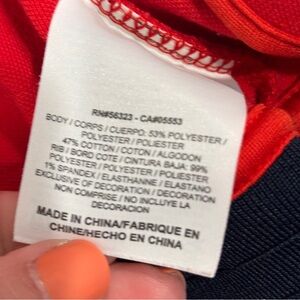 RN#56323 - CA#05553
BODY / CORPS / CUERPO: 53% POLYESTER /
POLYESTER / POLIESTER
47% COTTON / COTON / ALGODON
RIB / BORD COTE / CINTURA BAJA: 99%
POLYESTER / POLYESTER / POLIESTER
1% SPANDEX / ELASTHANNE / ELASTANO
EXCLUSIVE OF DECORATION / DECORATION
NON COMPRISE / NO INCLUYE LA
DECORACION
MADE IN CHINA/FABRIQUE EN
CHINE/HECHO EN CHINA